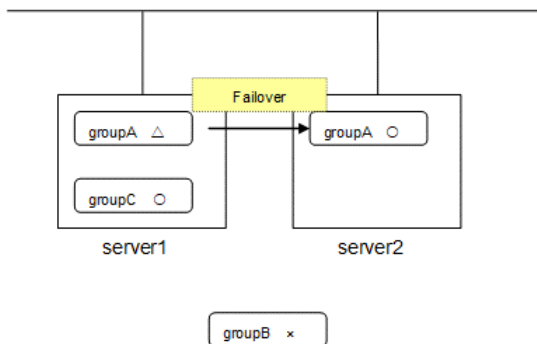 Failover
groupA △
groupA ○
groupC ○
server1
server2
groupB ×